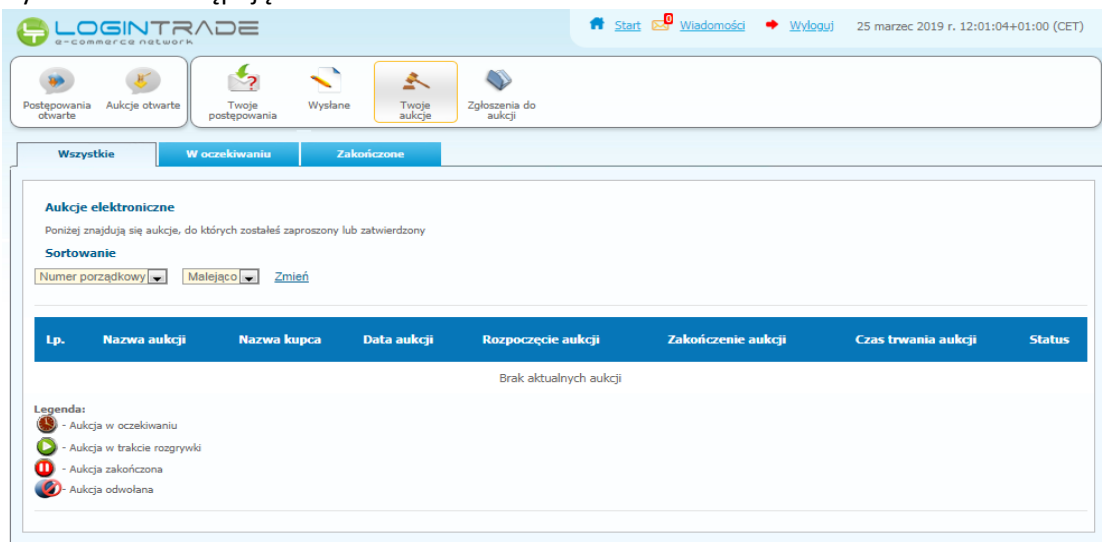 LOGINTRADE
e-commerce network
Start 0 Wiadomości Wyloguj 25 marzec 2019 r. 12:01:04+01:00 (CET)
Postępowania otwarte
Aukcje otwarte
Twoje postępowania
Wysłane
Twoje aukcje
Zgłoszenia do aukcji
Wszystkie W oczekiwaniu Zakończone
Aukcje elektroniczne
Poniżej znajdują się aukcje, do których zostałeś zaproszony lub zatwierdzony
Sortowanie
Numer porządkowy Malejąco Zmień
Lp. Nazwa aukcji Nazwa kupca Data aukcji Rozpoczęcie aukcji Zakończenie aukcji Czas trwania aukcji Status
Brak aktualnych aukcji
Legenda:
- Aukcja w oczekiwaniu
- Aukcja w trakcie rozgrywki
- Aukcja zakończona
- Aukcja odwołana